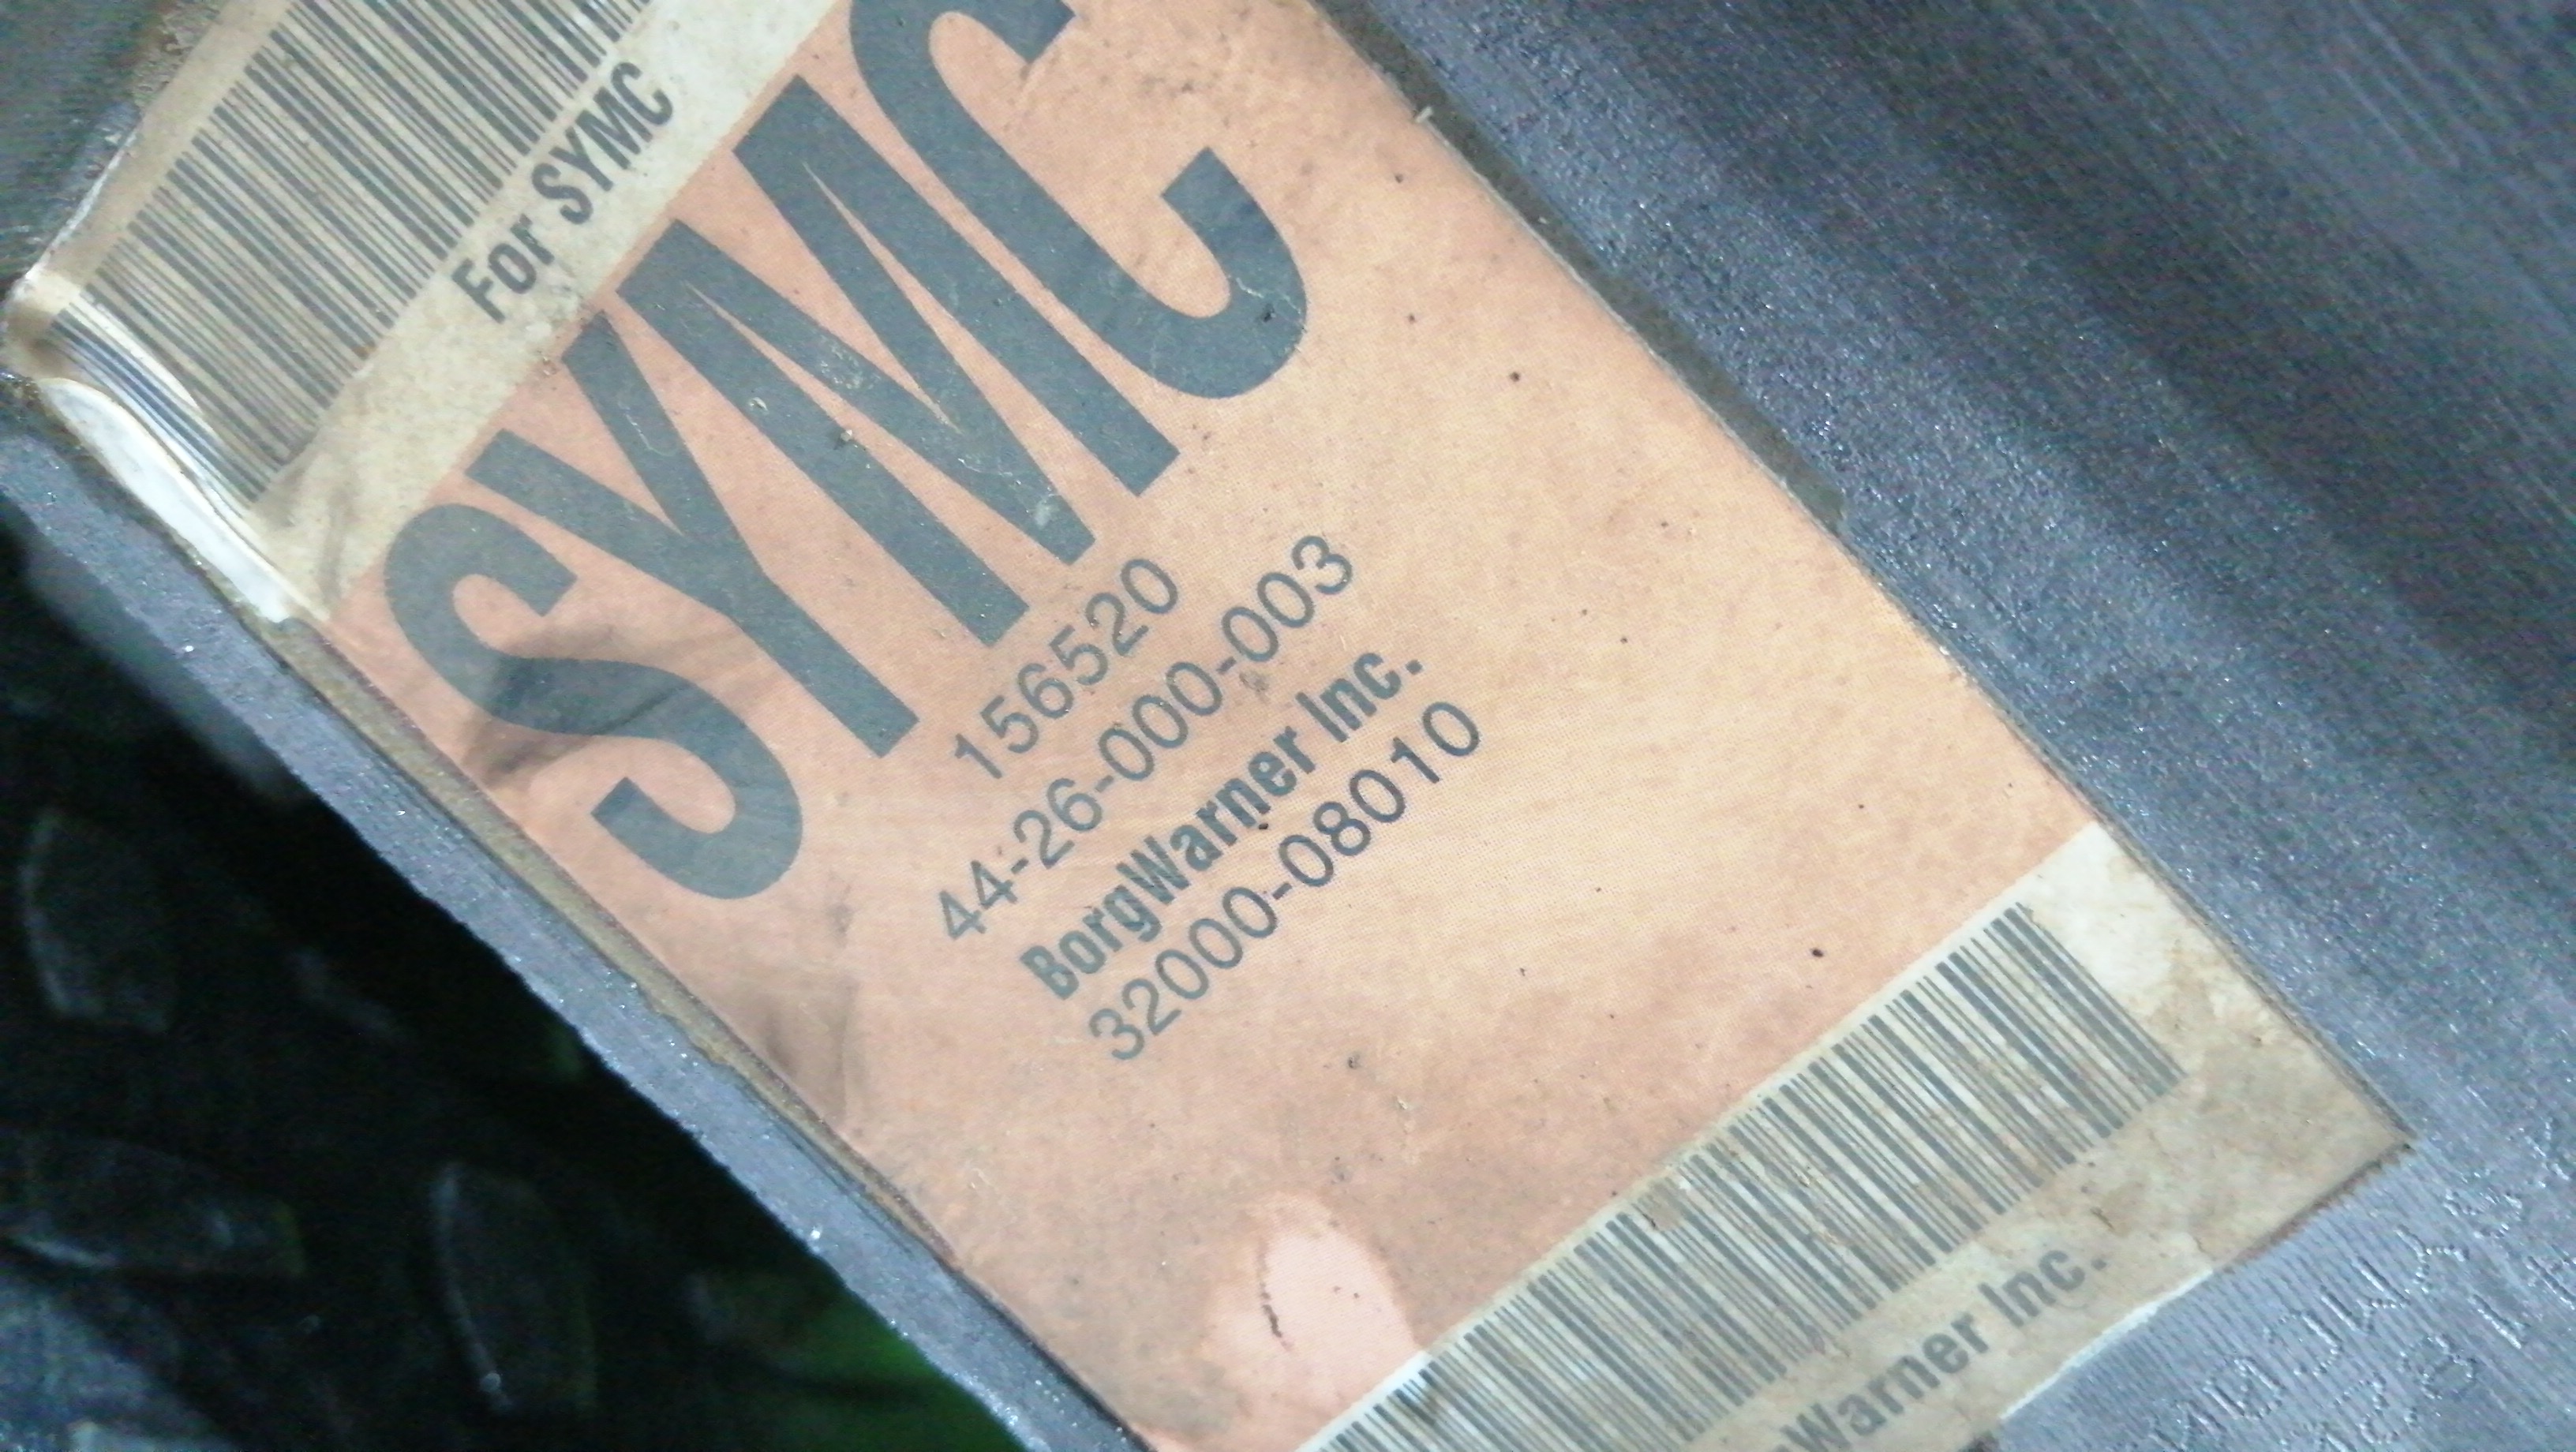 For SYMC
SYMC
156520
44-26-000-003
BorgWarner Inc.
32000-08010
Warner Inc.